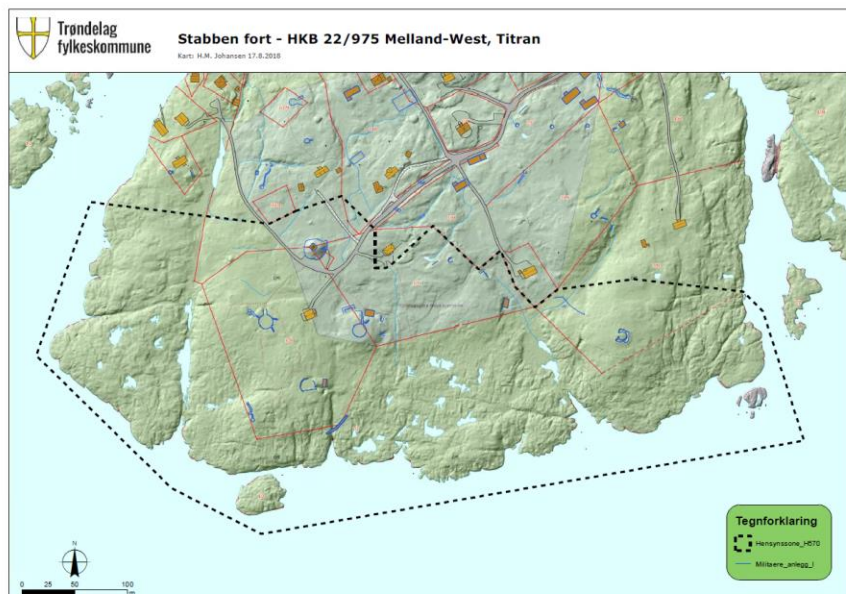 Trøndelag
fylkeskommune
Stabben fort - HKB 22/975 Melland-West, Titran
Kart: H.M. Johansen 17.8.2018
Tegnforklaring
Hensynssone_H570
Militaere_anlegg_l
N
0 25 50 100
m